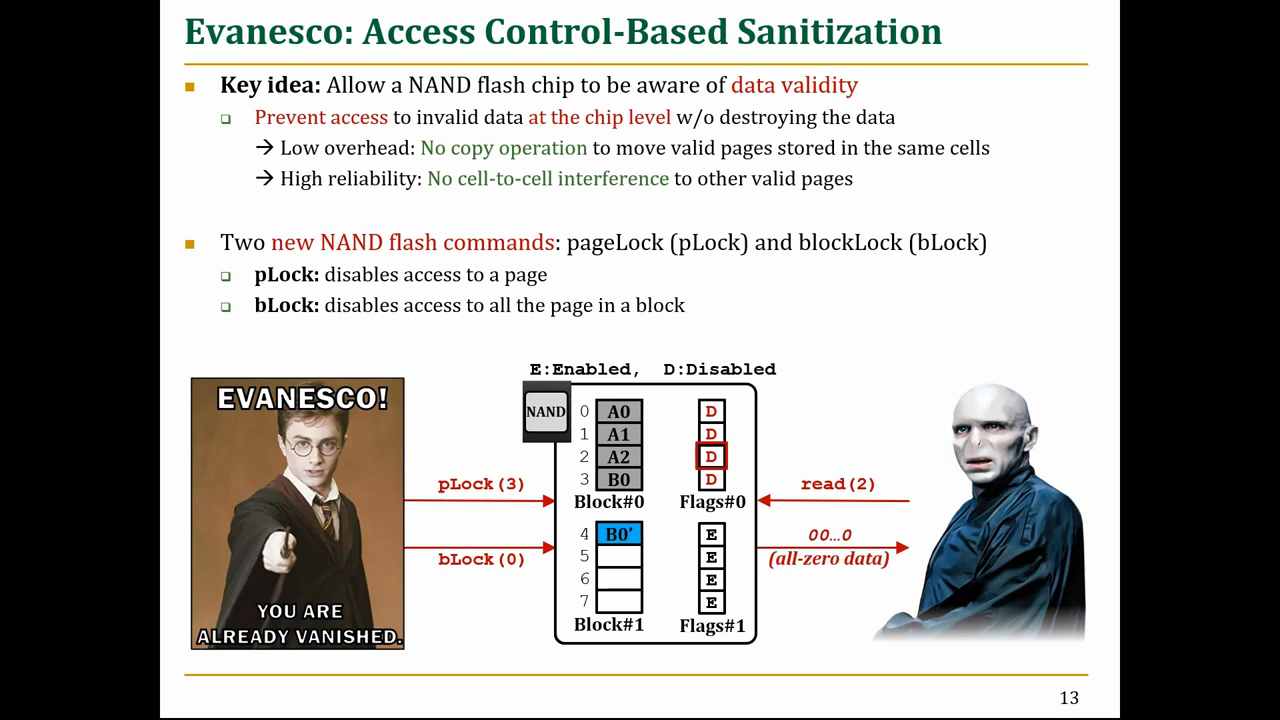 Evanesco: Access Control-Based Sanitization
Key idea: Allow a NAND flash chip to be aware of data validity
Prevent access to invalid data at the chip level w/o destroying the data
→ Low overhead: No copy operation to move valid pages stored in the same cells
→ High reliability: No cell-to-cell interference to other valid pages
Two new NAND flash commands: pageLock (pLock) and blockLock (bLock)
pLock: disables access to a page
bLock: disables access to all the page in a block
E:Enabled, D:Disabled
EVANESCO!
YOU ARE
ALREADY VANISHED.
pLock(3)
bLock(0)
NAND
0 A0 D
1 A1 D
2 A2 D
3 B0 D
Block#0 Flags#0
4 B0' E
5 E
6 E
7 E
Block#1 Flags#1
read(2)
00…0
(all-zero data)
13